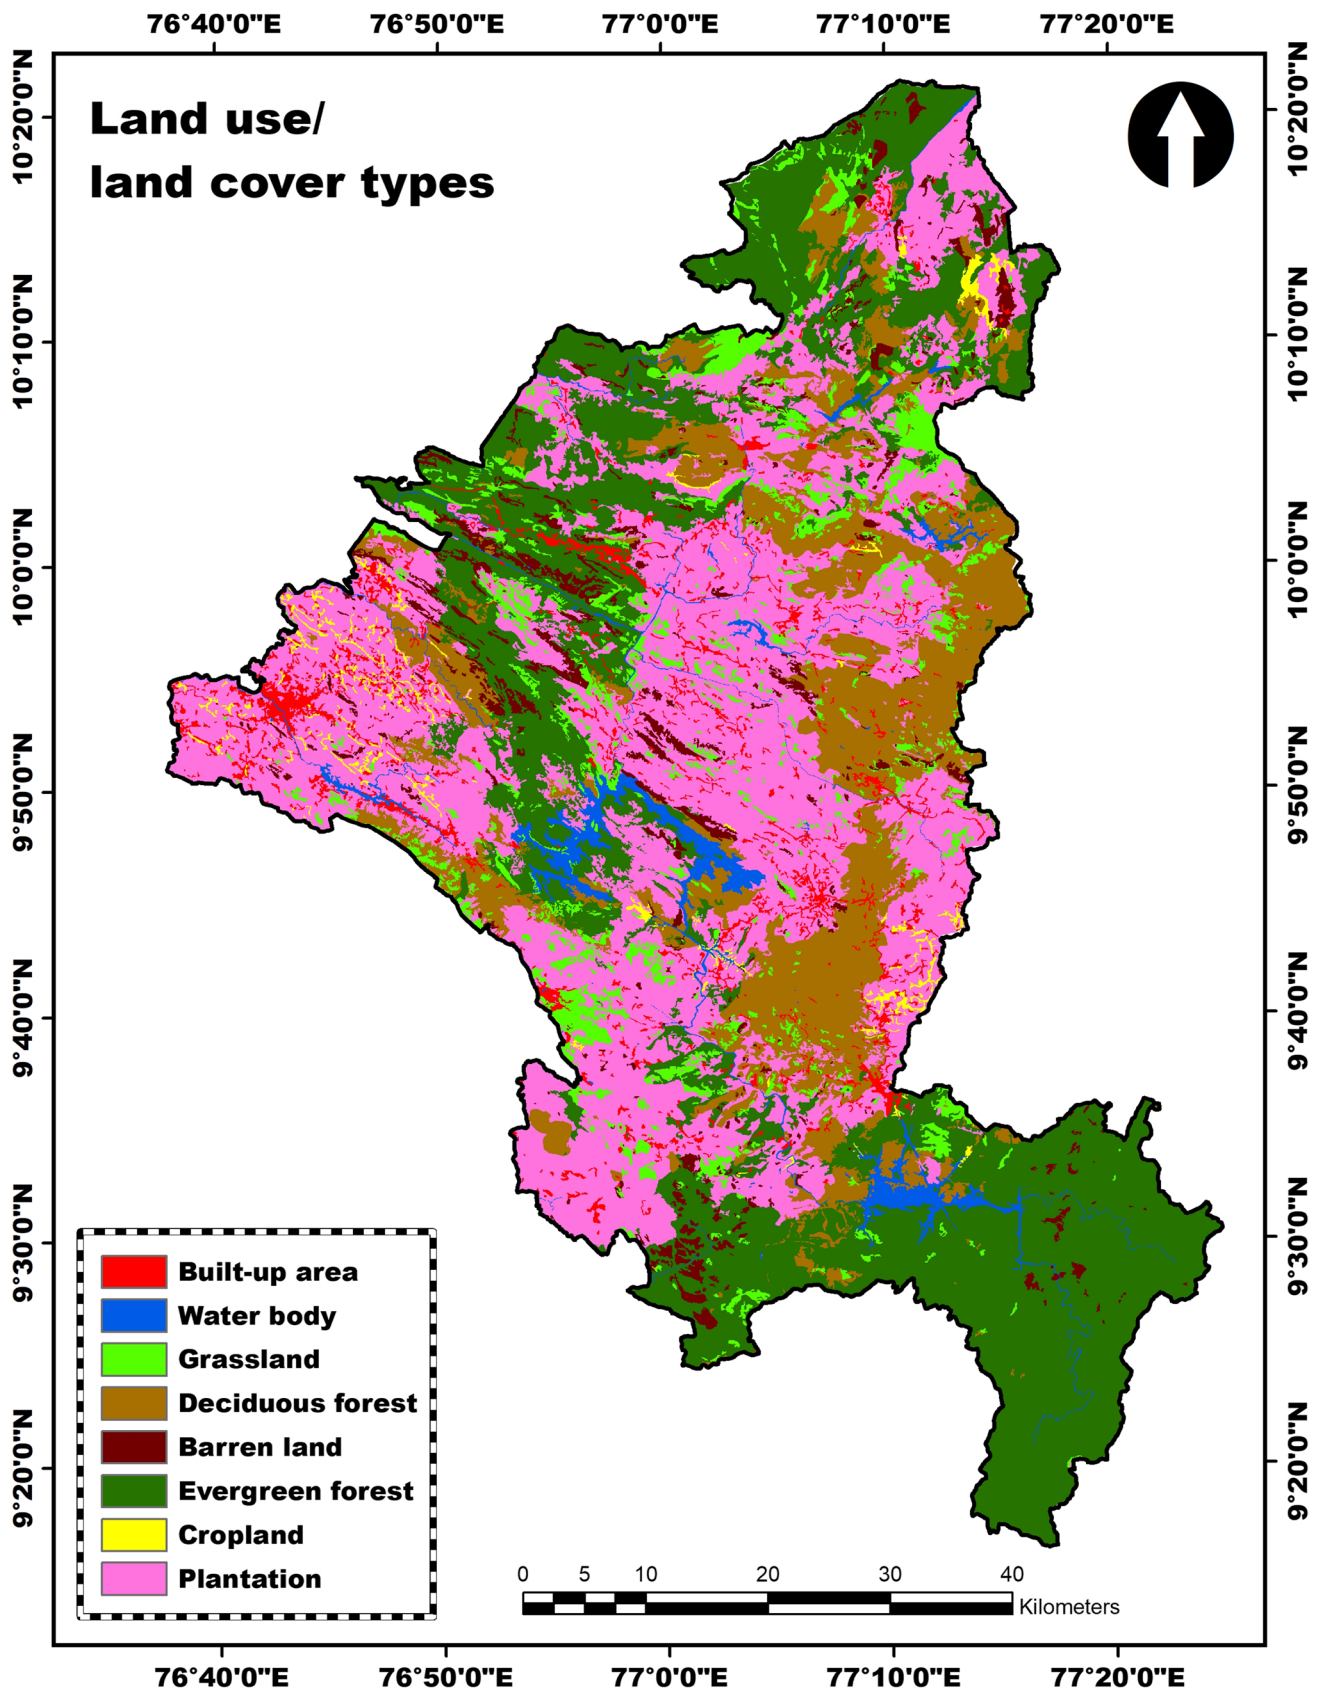 76°40'0"E 76°50'0"E 77°0'0"E 77°10'0"E 77°20'0"E
Land use/
land cover types
10°20'0"N
10°10'0"N
10°0'0"N
9°50'0"N
9°40'0"N
9°30'0"N
9°20'0"N
10°20'0"N
10°10'0"N
10°0'0"N
9°50'0"N
9°40'0"N
9°30'0"N
9°20'0"N
Built-up area
Water body
Grassland
Deciduous forest
Barren land
Evergreen forest
Cropland
Plantation
0 5 10 20 30 40
Kilometers
76°40'0"E 76°50'0"E 77°0'0"E 77°10'0"E 77°20'0"E